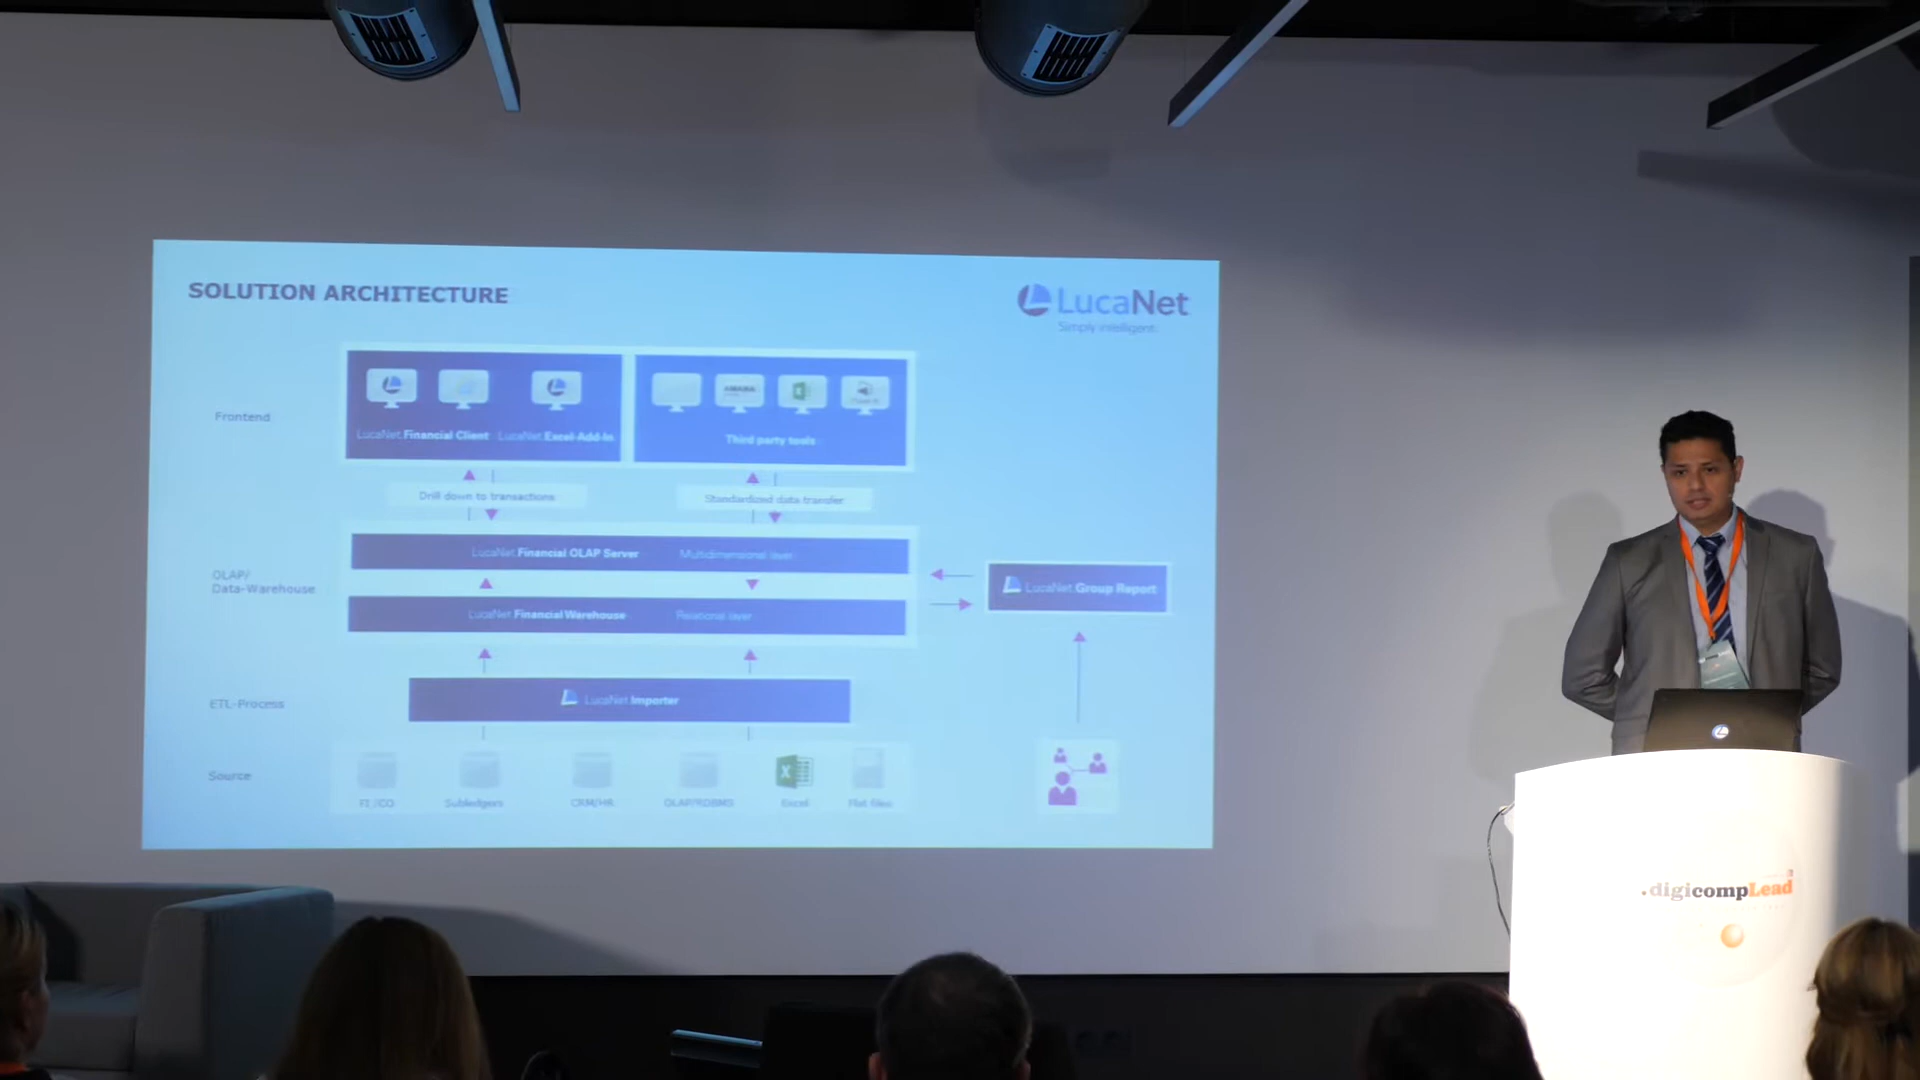 SOLUTION ARCHITECTURE
LucaNet
Simply intelligent.
Frontend
LucaNet.Financial Client
LucaNet.Excel-Add-In
Third party tools
Drill down to transactions
Standardized data transfer
OLAP/
Data-Warehouse
LucaNet.Financial OLAP Server
Multidimensional layer
LucaNet.Financial Warehouse
Relational layer
LucaNet.Group Report
ETL-Process
LucaNet.Importer
Source
FI /CO
Subledgers
CRM/HR
OLAP/RDBMS
Excel
Flat files
.digicompLead